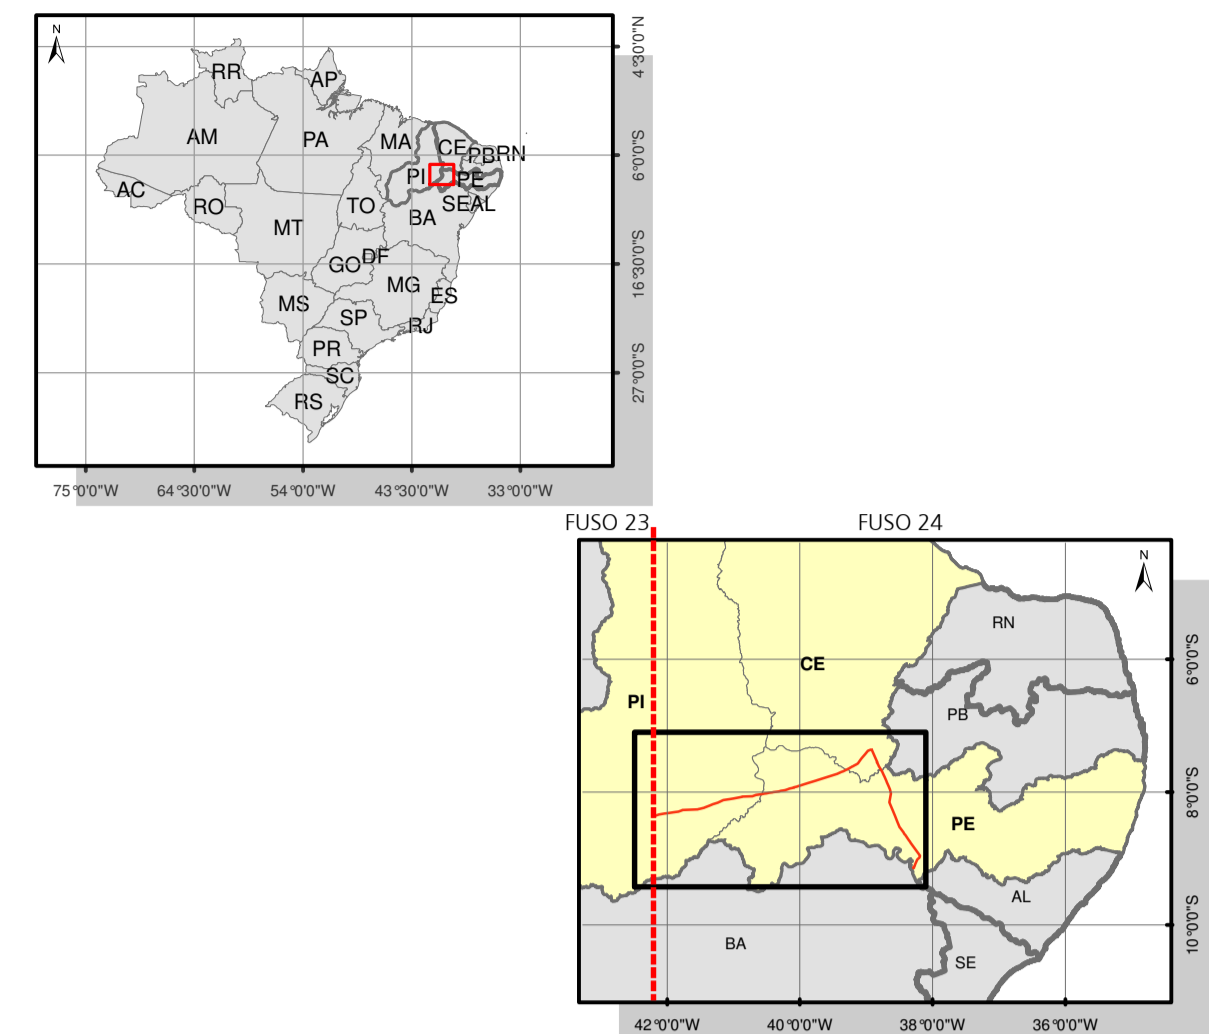 N
RR
AP
AM
PA
MA
CE
PB
RN
PI
PE
AC
RO
TO
SE
AL
MT
BA
DF
GO
MG
MS
ES
SP
RJ
PR
SC
RS
4°30'0"N
6°0'0"S
16°30'0"S
27°0'0"S
75°0'0"W
64°30'0"W
54°0'0"W
43°30'0"W
33°0'0"W
FUSO 23
FUSO 24
N
RN
CE
PI
PB
PE
AL
BA
SE
6°0'0"S
8°0'0"S
10°0'0"S
42°0'0"W
40°0'0"W
38°0'0"W
36°0'0"W